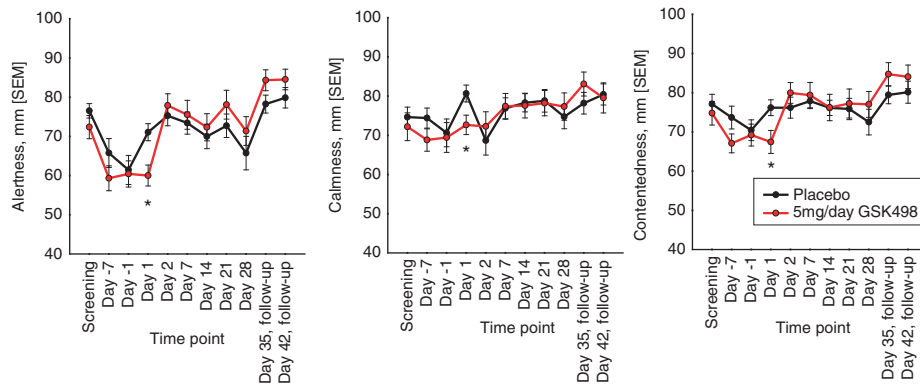 100
90
80
70
60
50
40
Alertness, mm [SEM]
*
Screening
Day -7
Day -1
Day 1
Day 2
Day 7
Day 14
Day 21
Day 28
Day 35, follow-up
Day 42, follow-up
Time point
100
90
80
70
60
50
40
Calmness, mm [SEM]
*
Screening
Day -7
Day -1
Day 1
Day 2
Day 7
Day 14
Day 21
Day 28
Day 35, follow-up
Day 42, follow-up
Time point
100
90
80
70
60
50
40
Contentedness, mm [SEM]
*
Placebo
5mg/day GSK498
Screening
Day -7
Day -1
Day 1
Day 2
Day 7
Day 14
Day 21
Day 28
Day 35, follow-up
Day 42, follow-up
Time point